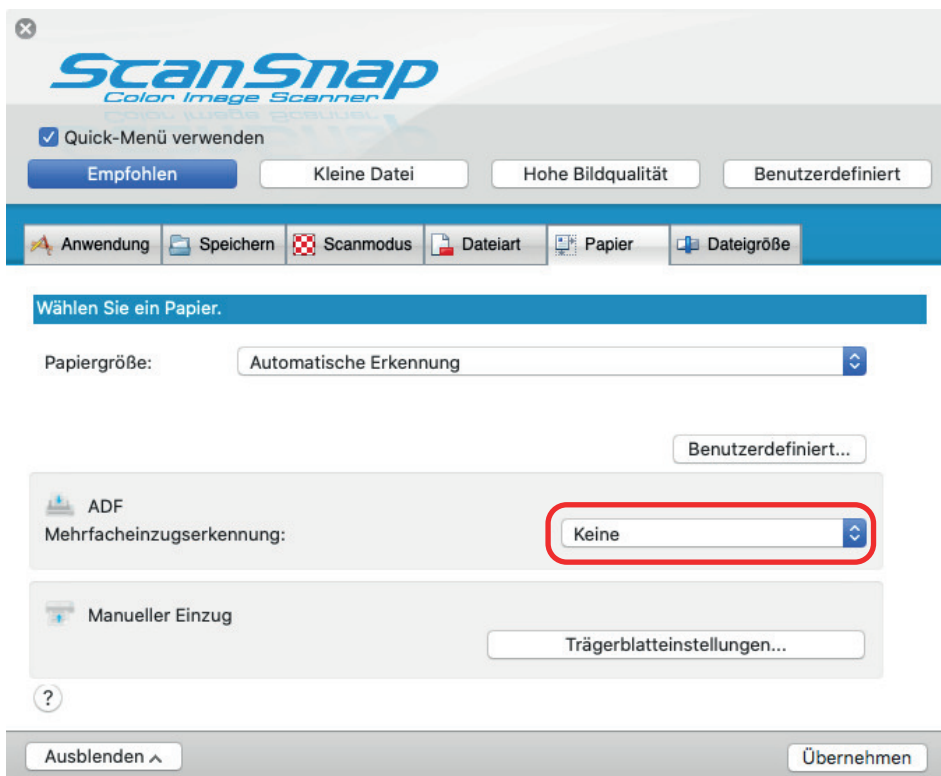 ScanSnap
Color Image Scanner
Quick-Menü verwenden
Empfohlen Kleine Datei Hohe Bildqualität Benutzerdefiniert
Anwendung Speichern Scanmodus Dateiart Papier Dateigröße
Wählen Sie ein Papier.
Papiergröße: Automatische Erkennung
Benutzerdefiniert...
ADF
Mehrfacheinzugserkennung: Keine
Manueller Einzug
Trägerblatteinstellungen...
?
Ausblenden Übernehmen